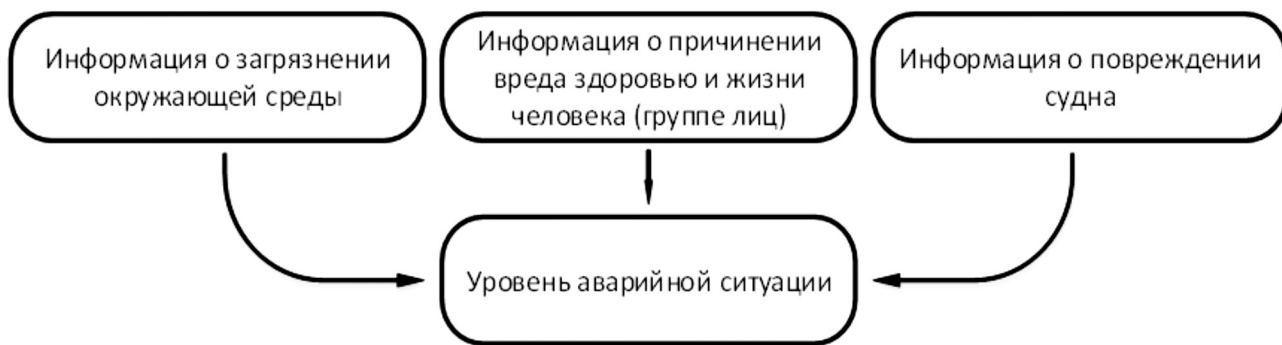 Информация о загрязнении
окружающей среды
Информация о причинении
вреда здоровью и жизни
человека (группе лиц)
Информация о повреждении
судна
Уровень аварийной ситуации